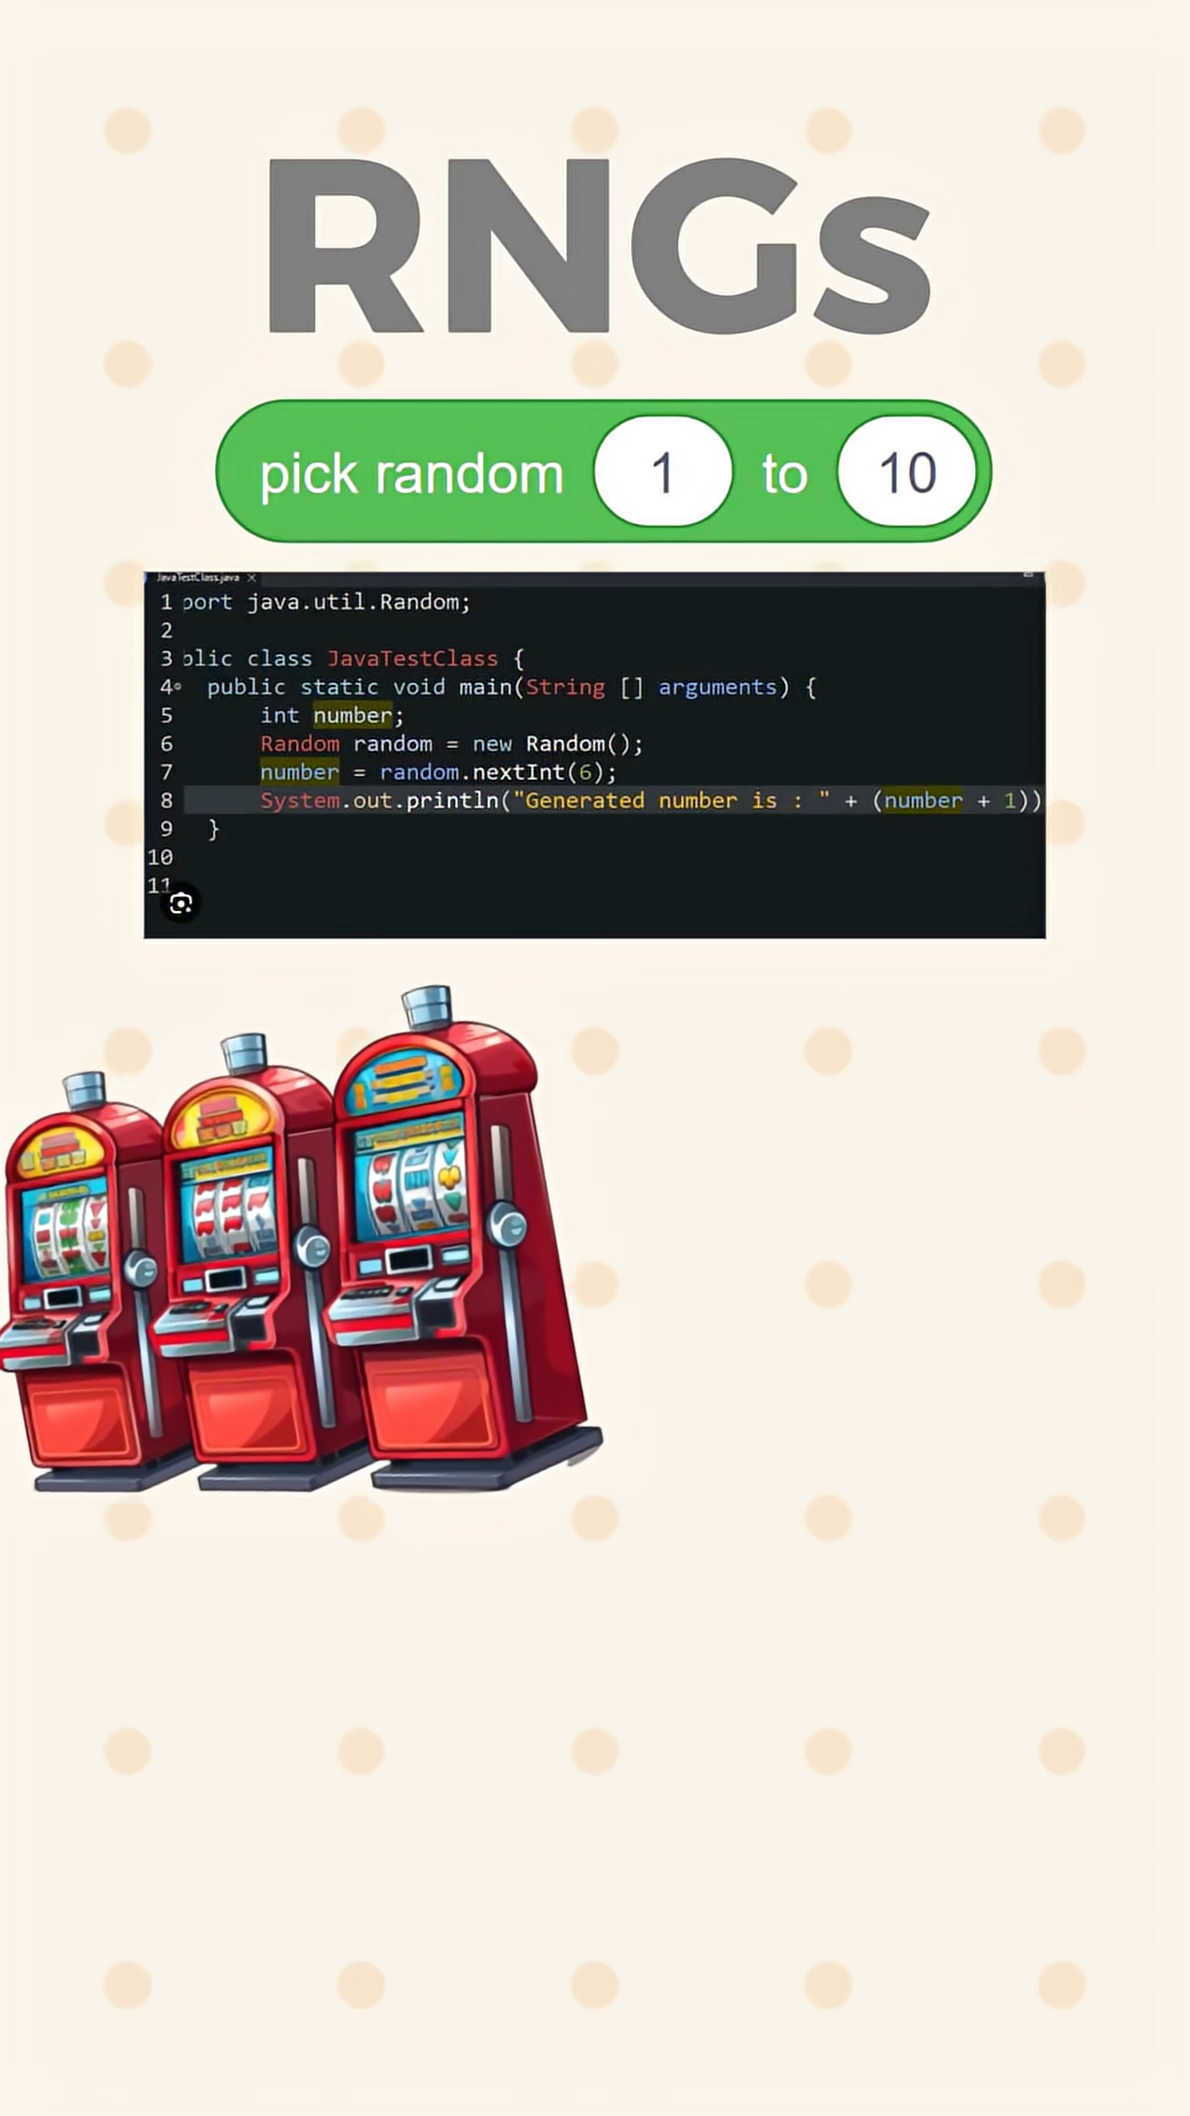 RNGs
pick random 1 to 10
JavaTestClass.java
1 port java.util.Random;
2
3 blic class JavaTestClass {
4 public static void main(String [] arguments) {
5 int number;
6 Random random = new Random();
7 number = random.nextInt(6);
8 System.out.println("Generated number is : " + (number + 1))
9 }
10
11